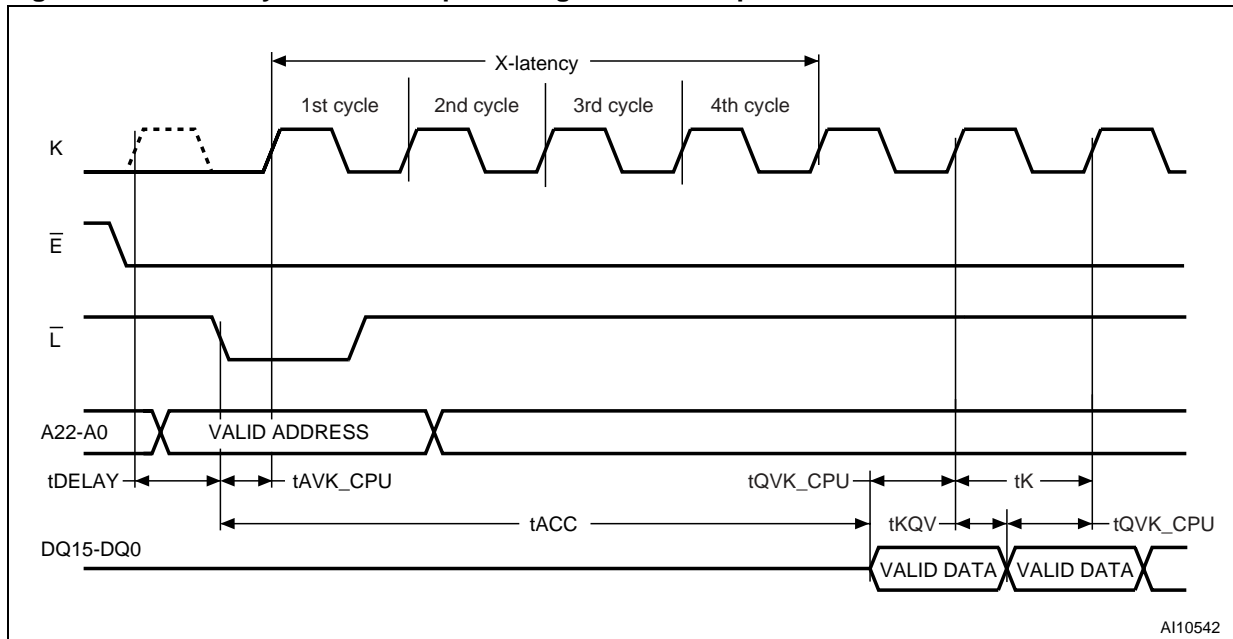 X-latency
1st cycle
2nd cycle
3rd cycle
4th cycle
K
E̅
L̅
A22-A0
VALID ADDRESS
tDELAY
tAVK_CPU
tQVK_CPU
tK
tACC
tKQV
tQVK_CPU
DQ15-DQ0
VALID DATA
VALID DATA
AI10542